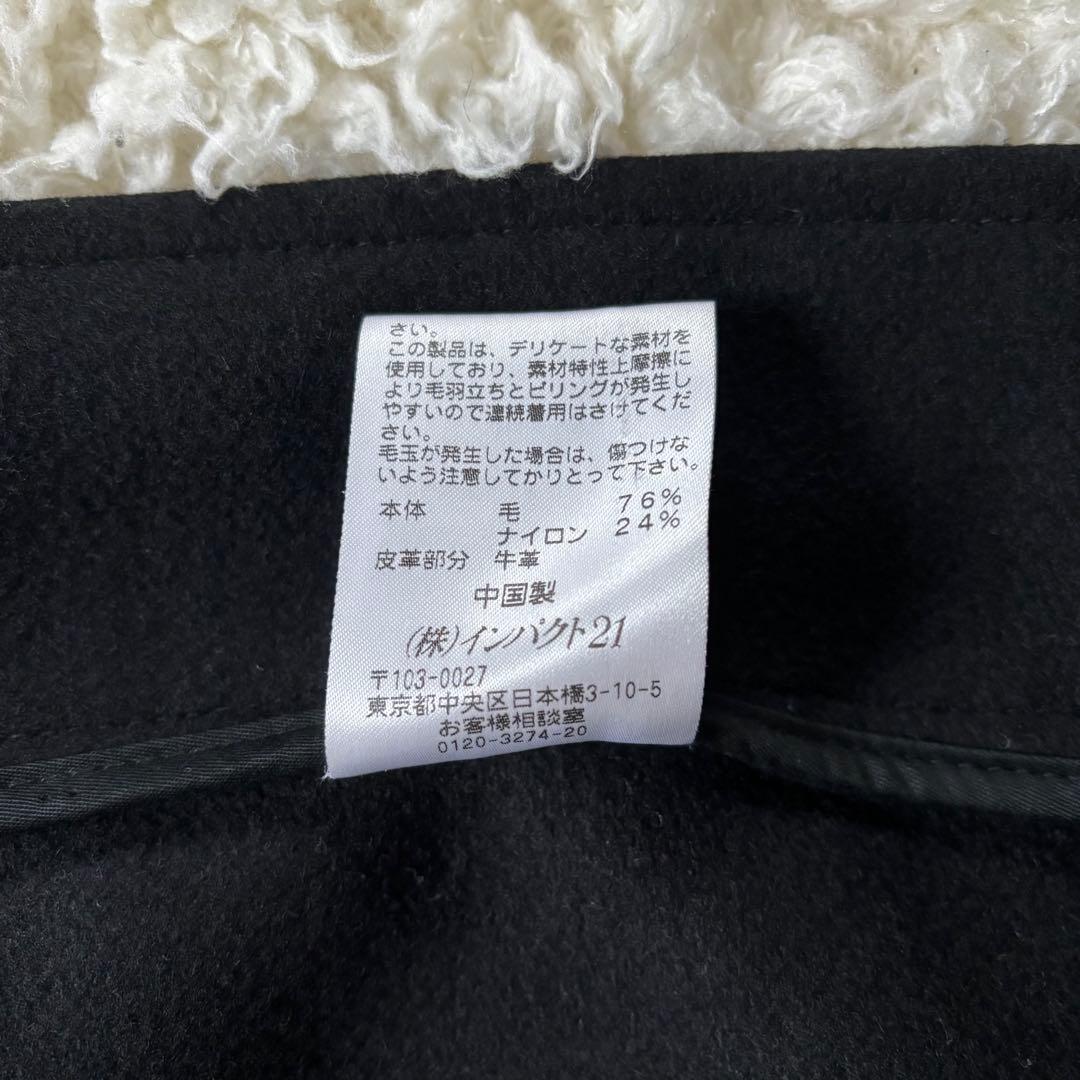 さい。
この製品は、デリケートな素材を
使用しており、素材特性上摩擦に
より毛羽立ちとピリングが発生し
やすいので連続着用はさけてくだ
さい。
毛玉が発生した場合は、傷つけな
いよう注意してかりとって下さい。
本体 毛 76%
ナイロン 24%
皮革部分 牛革
中国製
(株)インパクト21
〒103-0027
東京都中央区日本橋3-10-5
お客様相談室
0120-3274-20